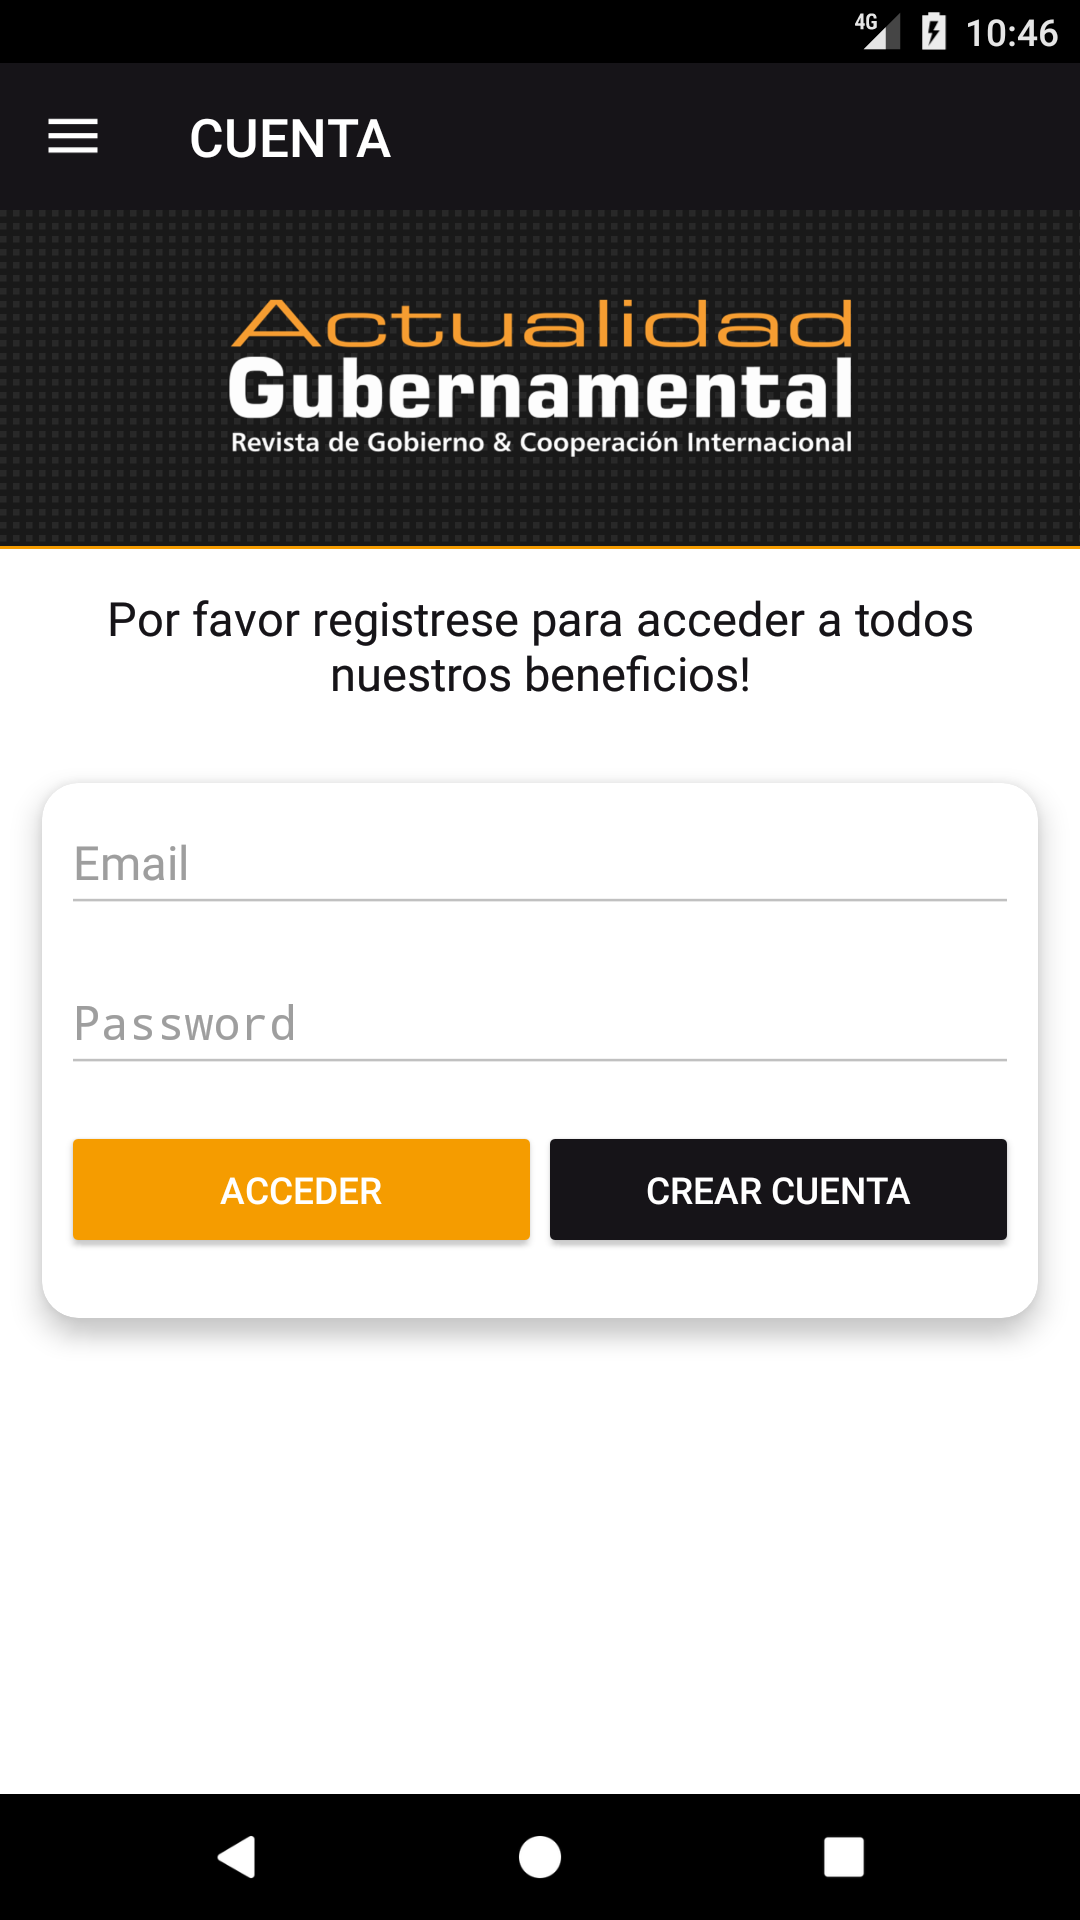 4G 10:46
CUENTA
Actualidad
Gubernamental
Revista de Gobierno & Cooperación Internacional
Por favor registrese para acceder a todos
nuestros beneficios!
Email
Password
ACCEDER CREAR CUENTA